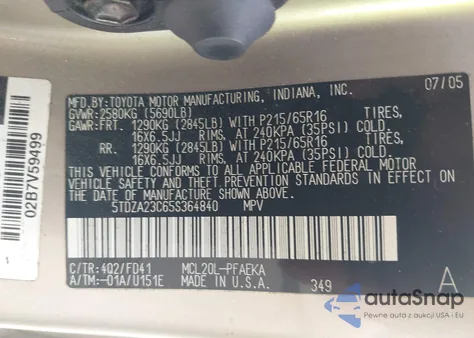 MFD.BY:TOYOTA MOTOR MANUFACTURING, INDIANA, INC. 07/05
GVWR:2580KG (5690LB)
GAWR:FRT. 1290KG (2845LB) WITH P215/65R16 TIRES,
16X6.5JJ RIMS, AT 240KPA (35PSI) COLD.
RR. 1290KG (2845LB) WITH P215/65R16 TIRES,
16X6.5JJ RIMS, AT 240KPA (35PSI) COLD.
THIS VEHICLE CONFORMS TO ALL APPLICABLE FEDERAL MOTOR
VEHICLE SAFETY AND THEFT PREVENTION STANDARDS IN EFFECT ON
THE DATE OF MANUFACTURE SHOWN ABOVE.
5TDZA23C65S364840 MPV
C/TR:4Q2/FD41 MCL20L-PFAEKA
A/TM:-01A/U151E MADE IN U.S.A. 349 A
02B7V59499
autoSnap
Pewne auta z USA i EU